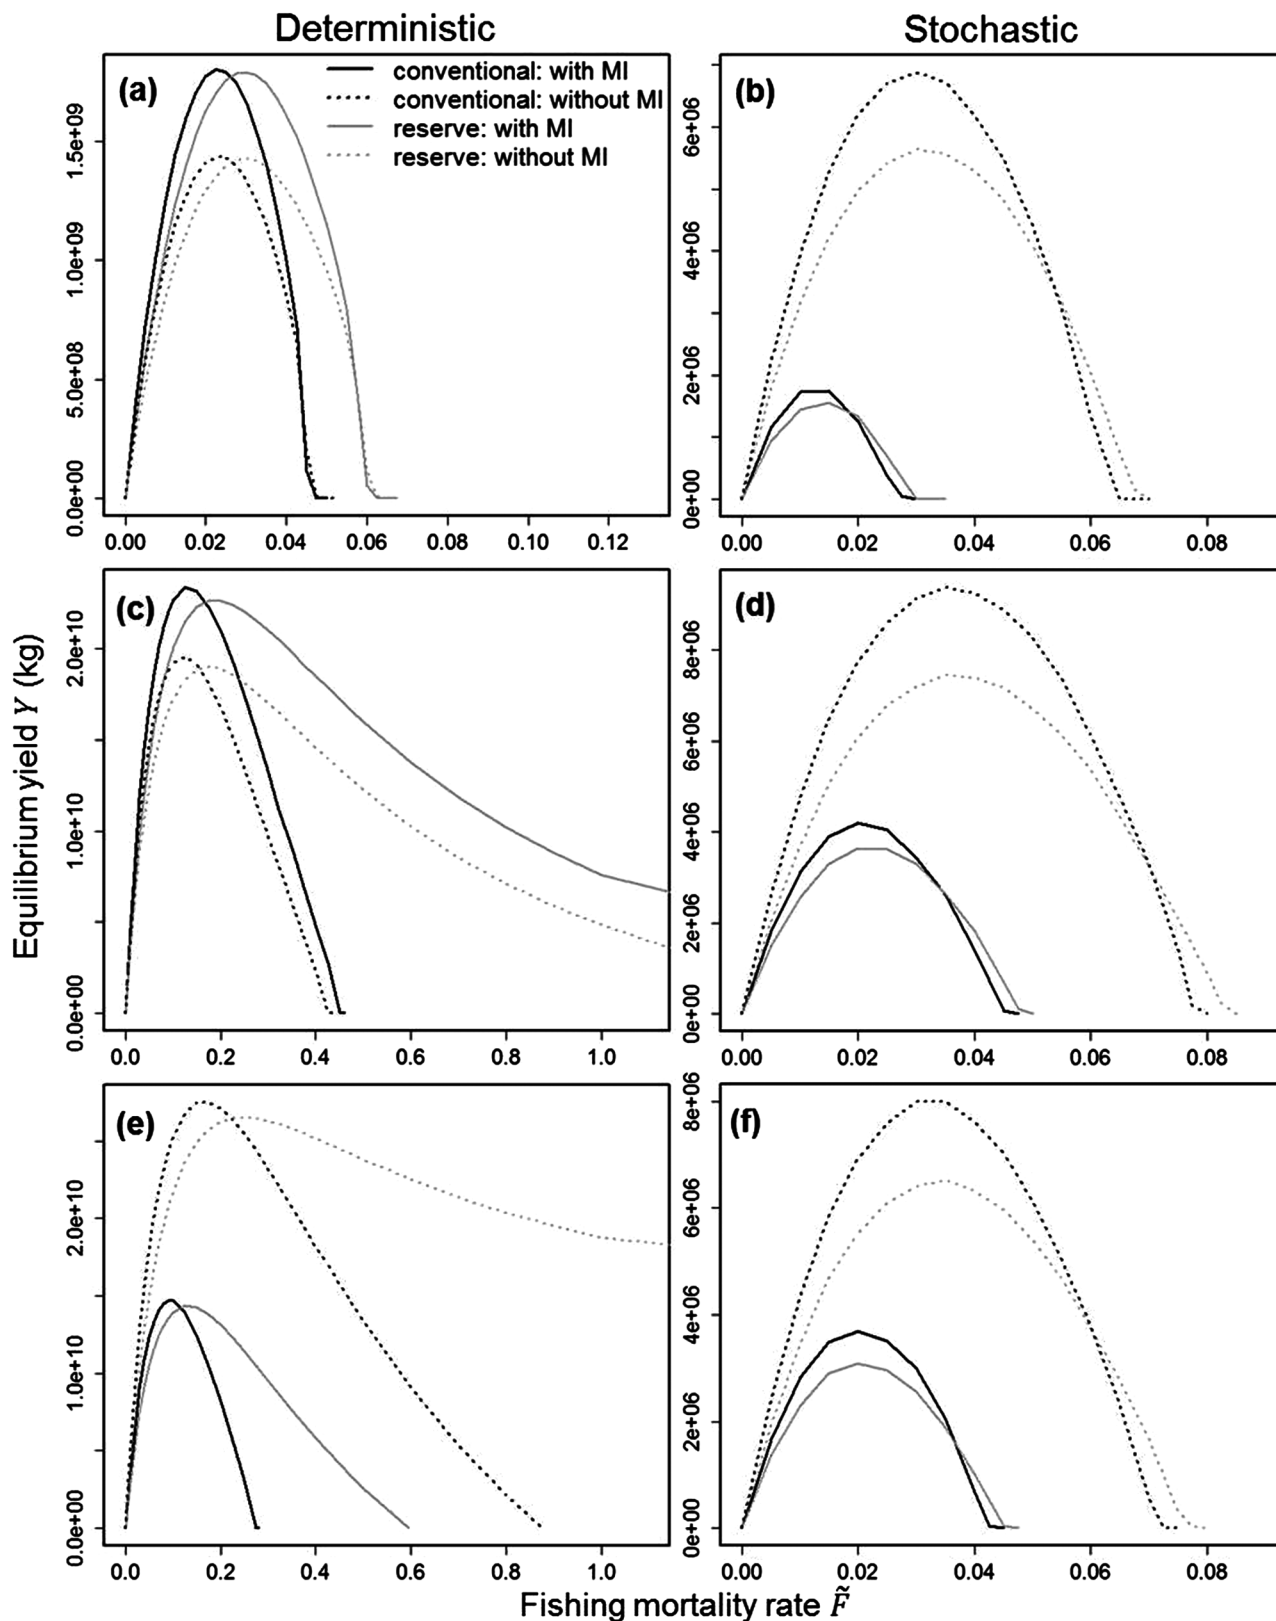 Deterministic
Stochastic
(a)
conventional: with MI
conventional: without MI
reserve: with MI
reserve: without MI
0.0e+00 5.0e+08 1.0e+09 1.5e+09
0.00 0.02 0.04 0.06 0.08 0.10 0.12
(b)
0e+00 2e+06 4e+06 6e+06
0.00 0.02 0.04 0.06 0.08
Equilibrium yield Y (kg)
(c)
0.0e+00 1.0e+10 2.0e+10
0.0 0.2 0.4 0.6 0.8 1.0
(d)
0e+00 2e+06 4e+06 6e+06 8e+06
0.00 0.02 0.04 0.06 0.08
(e)
0.0e+00 1.0e+10 2.0e+10
0.0 0.2 0.4 0.6 0.8 1.0
(f)
0e+00 2e+06 4e+06 6e+06 8e+06
0.00 0.02 0.04 0.06 0.08
Fishing mortality rate F̃